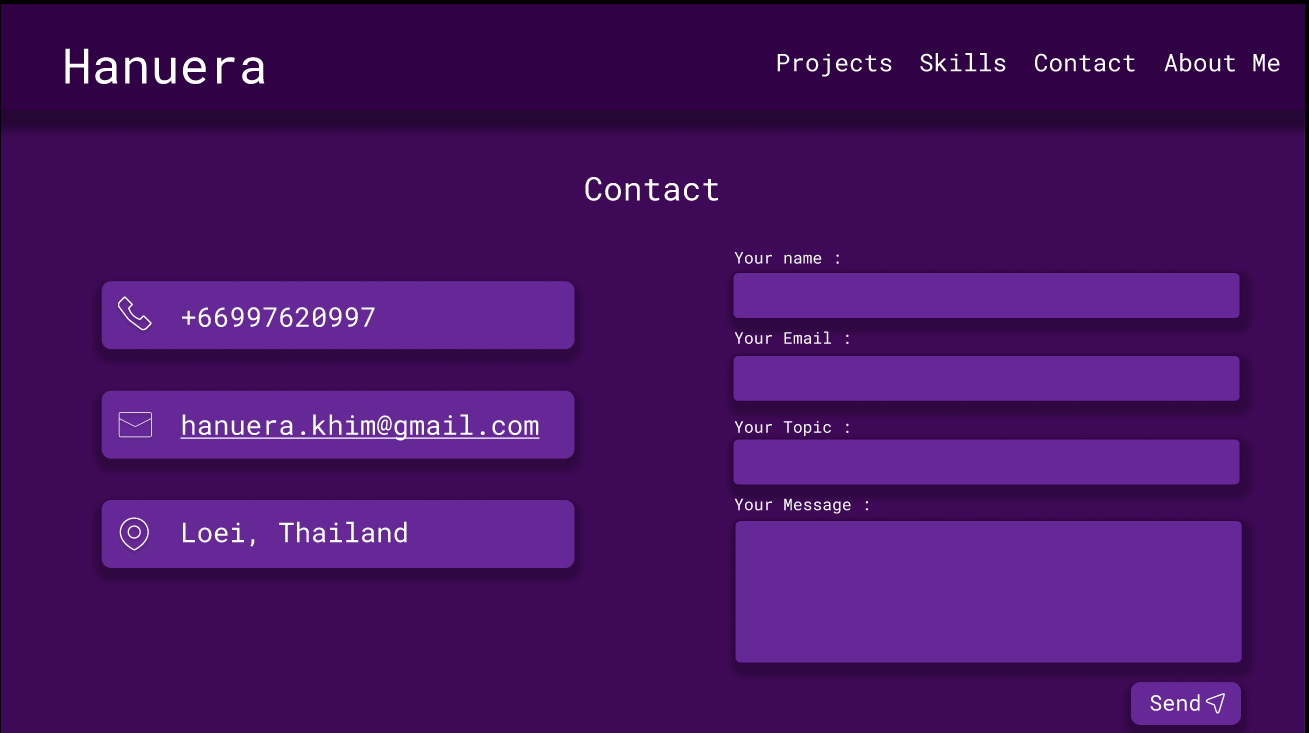 Hanuera
Projects Skills Contact About Me
Contact
+66997620997
hanuera.khim@gmail.com
Loei, Thailand
Your name :
Your Email :
Your Topic :
Your Message :
Send